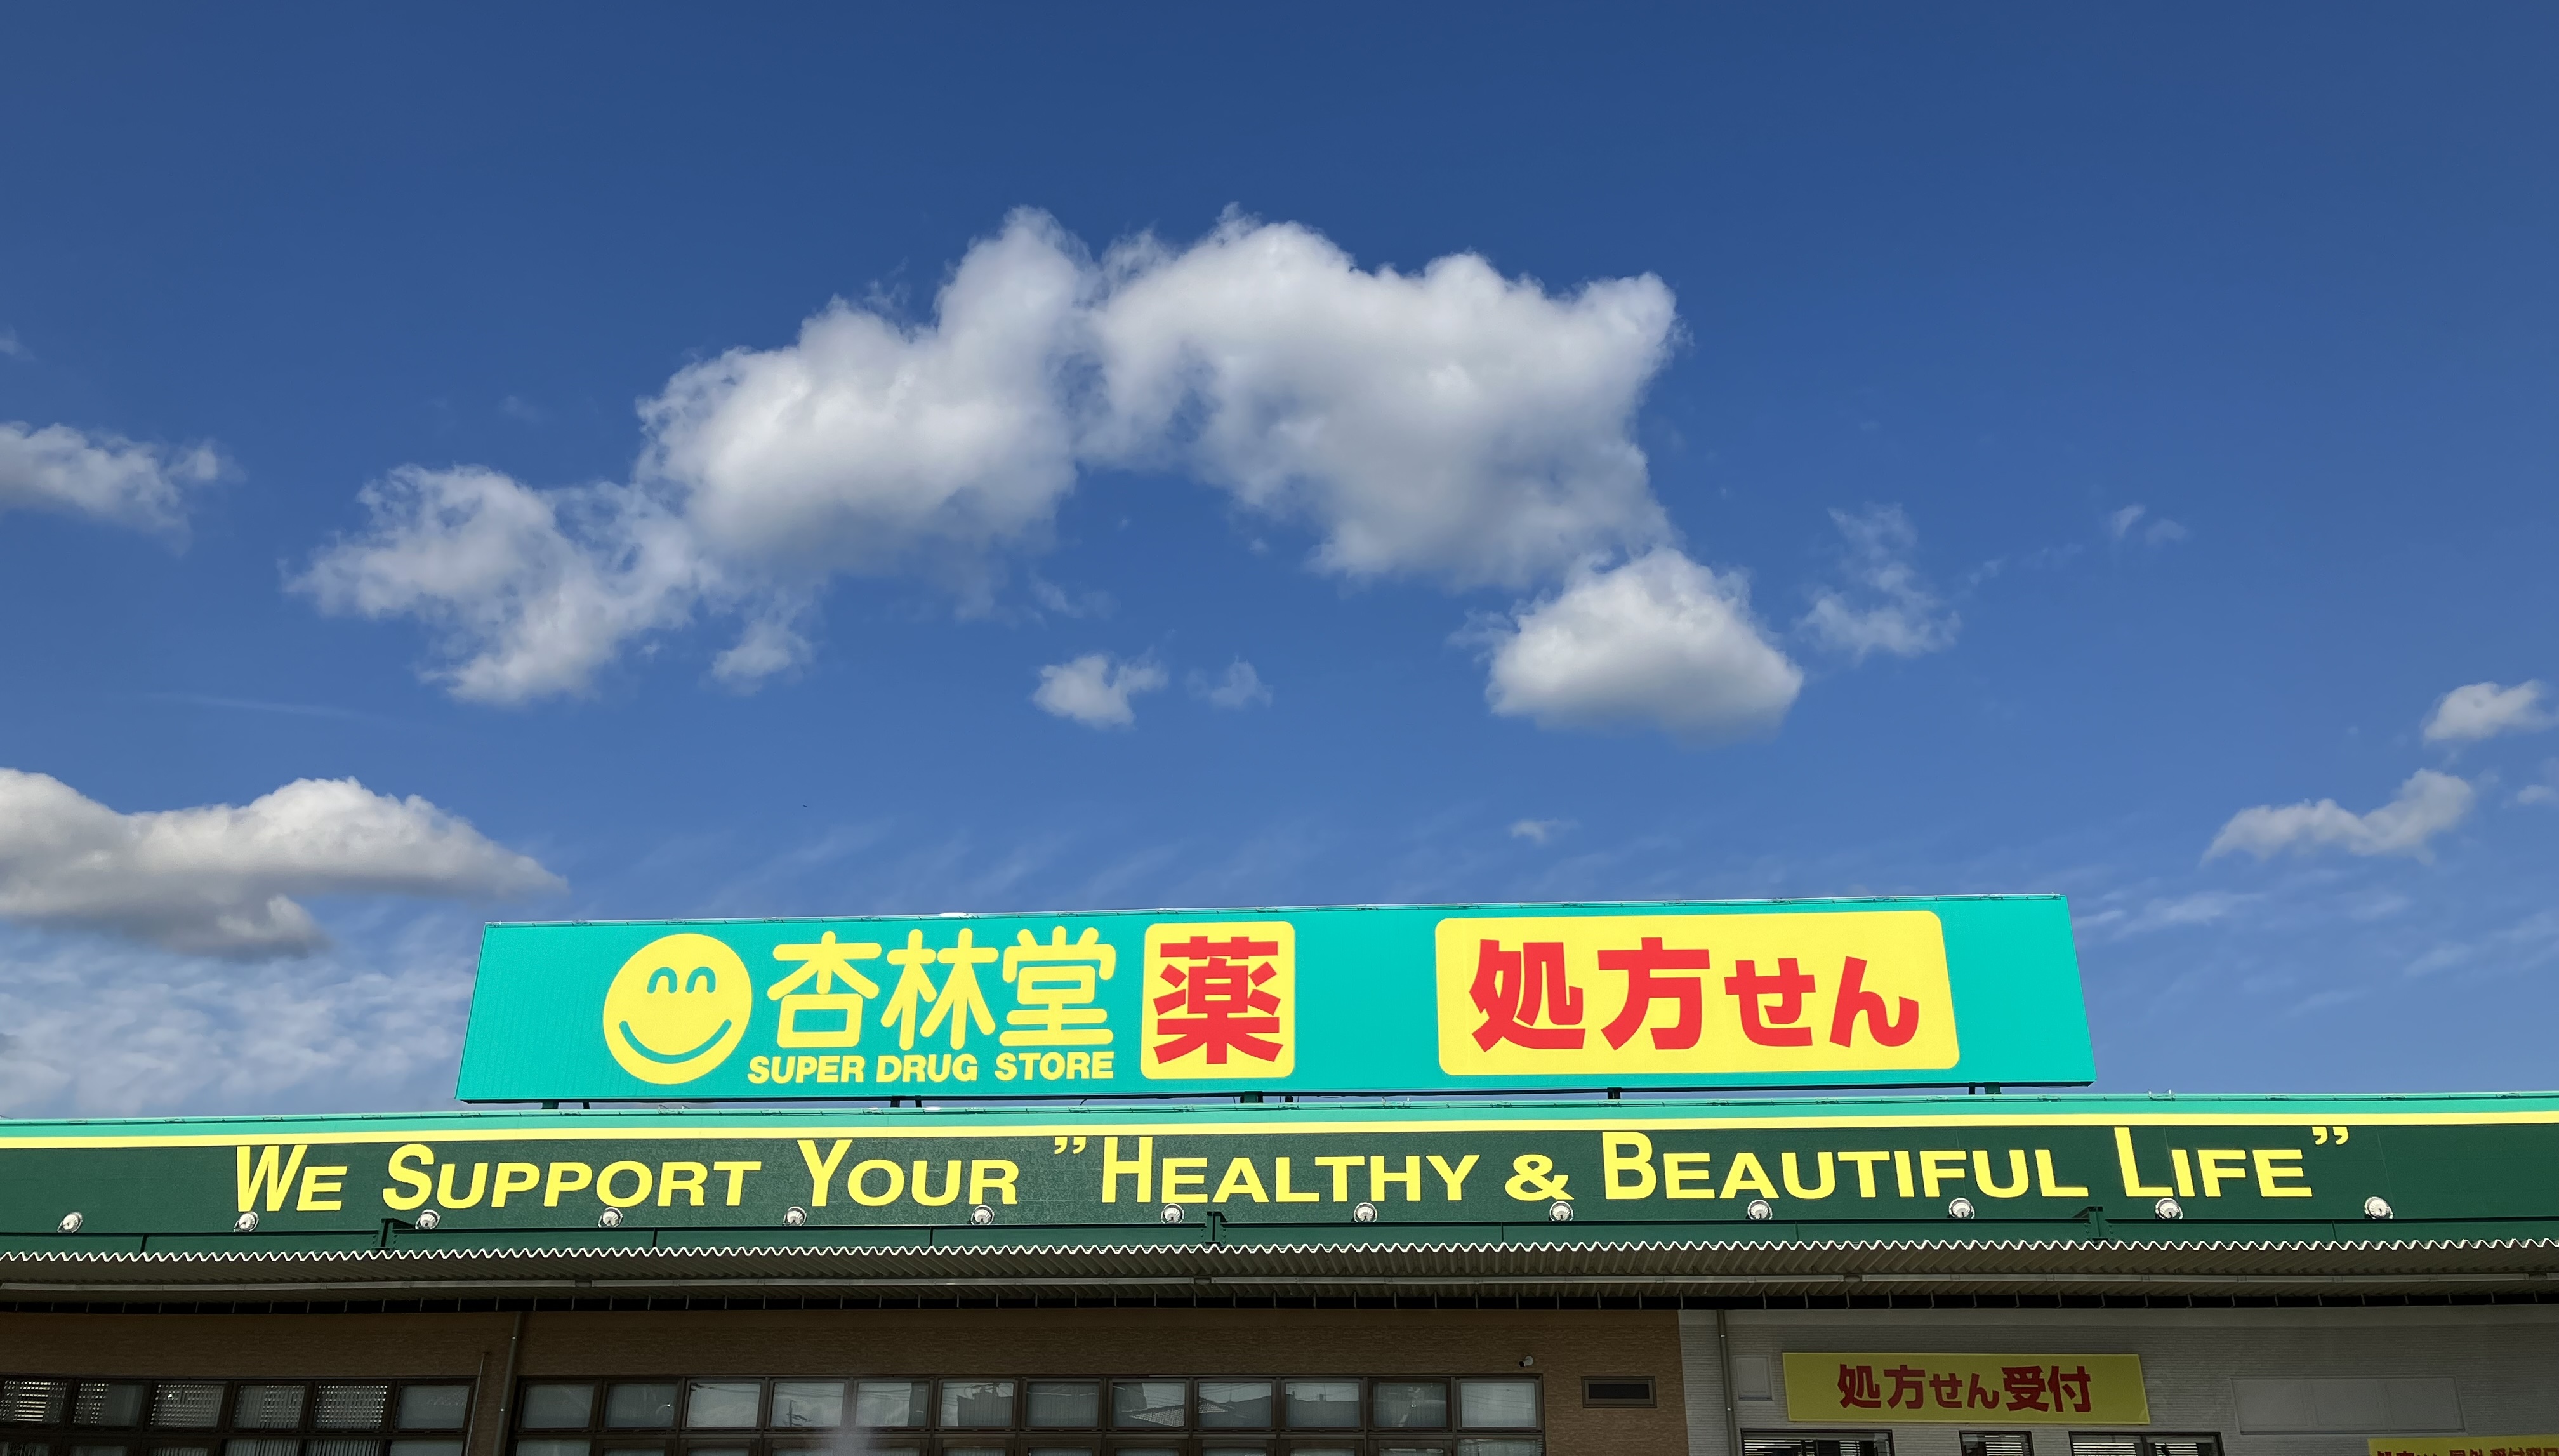 杏林堂 薬 処方せん
SUPER DRUG STORE
WE SUPPORT YOUR ”HEALTHY & BEAUTIFUL LIFE”
処方せん受付